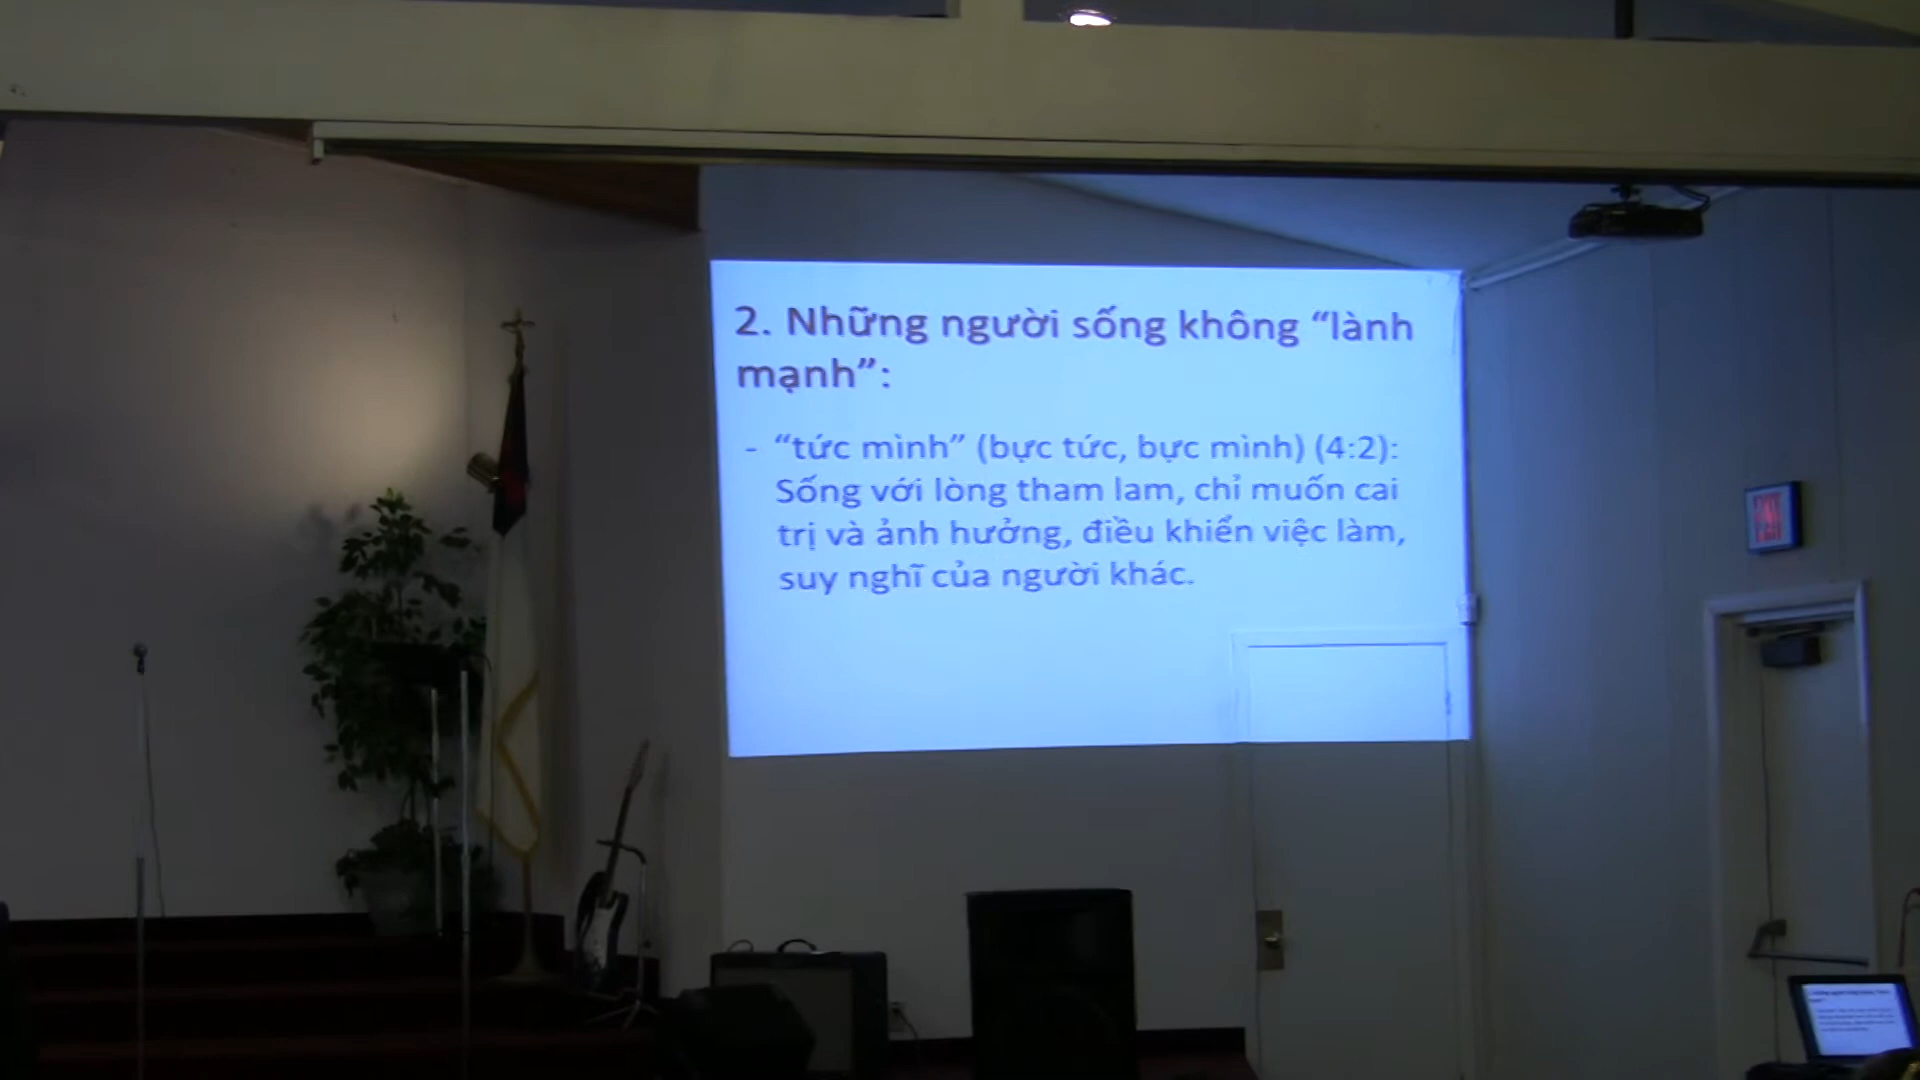 2. Những người sống không “lành
mạnh”:
- “tức mình” (bực tức, bực mình) (4:2):
Sống với lòng tham lam, chỉ muốn cai
trị và ảnh hưởng, điều khiển việc làm,
suy nghĩ của người khác.